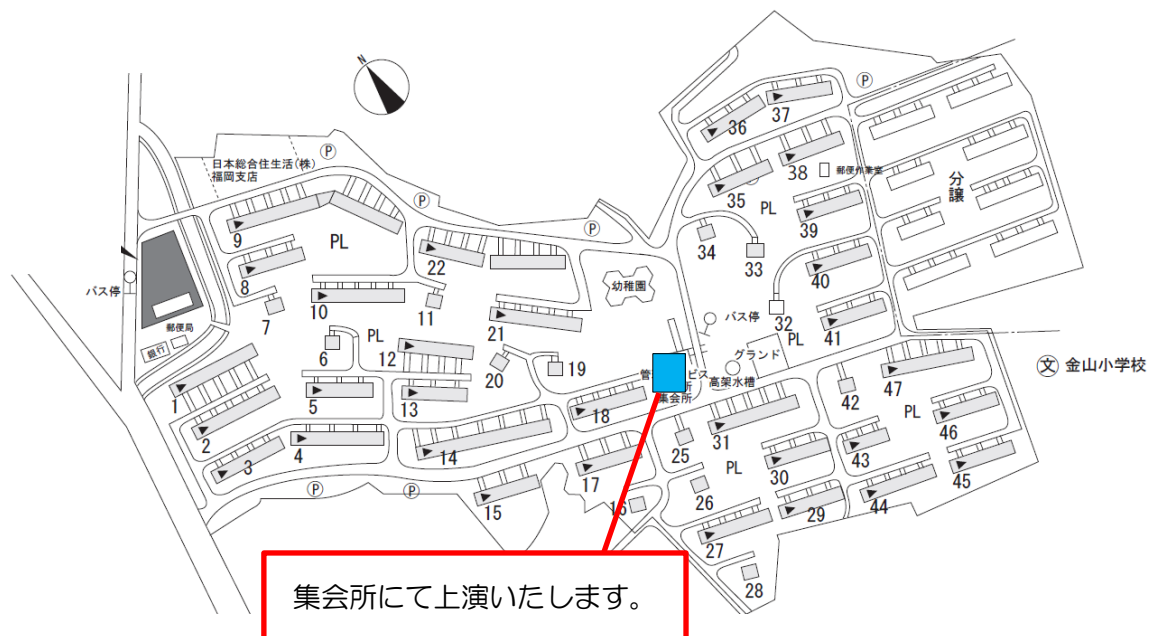 N
日本総合住生活(株)
福岡支店
P
P
P
P
9
PL
8
7
10
11
22
21
バス停
郵便局
銀行
1
2
3
4
5
6
PL
12
13
14
15
16
17
18
19
20
幼稚園
バス停
グランド
高架水槽
管
ビス
所
集会所
36
37
35
38
郵便作業室
PL
39
34
33
40
32
41
PL
分譲
文 金山小学校
42
47
PL
46
43
45
44
31
25
PL
30
26
29
27
28
P
P
集会所にて上演いたします。